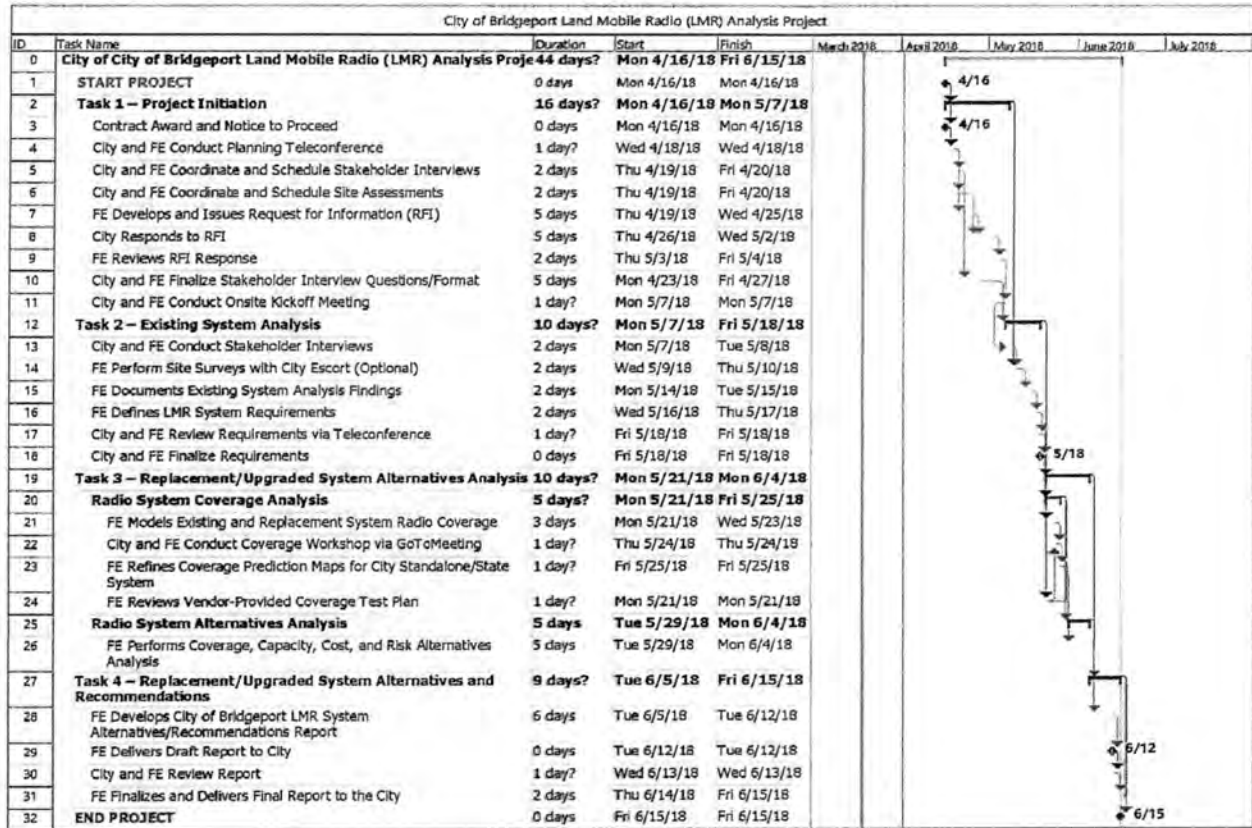 City of Bridgeport Land Mobile Radio (LMR) Analysis Project
ID Task Name Duration Start Finish March 2018 April 2018 May 2018 June 2018 July 2018
0 City of City of Bridgeport Land Mobile Radio (LMR) Analysis Proje 44 days? Mon 4/16/18 Fri 6/15/18
1 START PROJECT 0 days Mon 4/16/18 Mon 4/16/18 4/16
2 Task 1 – Project Initiation 16 days? Mon 4/16/18 Mon 5/7/18
3 Contract Award and Notice to Proceed 0 days Mon 4/16/18 Mon 4/16/18 4/16
4 City and FE Conduct Planning Teleconference 1 day? Wed 4/18/18 Wed 4/18/18
5 City and FE Coordinate and Schedule Stakeholder Interviews 2 days Thu 4/19/18 Fri 4/20/18
6 City and FE Coordinate and Schedule Site Assessments 2 days Thu 4/19/18 Fri 4/20/18
7 FE Develops and Issues Request for Information (RFI) 5 days Thu 4/19/18 Wed 4/25/18
8 City Responds to RFI 5 days Thu 4/26/18 Wed 5/2/18
9 FE Reviews RFI Response 2 days Thu 5/3/18 Fri 5/4/18
10 City and FE Finalize Stakeholder Interview Questions/Format 5 days Mon 4/23/18 Fri 4/27/18
11 City and FE Conduct Onsite Kickoff Meeting 1 day? Mon 5/7/18 Mon 5/7/18
12 Task 2 – Existing System Analysis 10 days? Mon 5/7/18 Fri 5/18/18
13 City and FE Conduct Stakeholder Interviews 2 days Mon 5/7/18 Tue 5/8/18
14 FE Perform Site Surveys with City Escort (Optional) 2 days Wed 5/9/18 Thu 5/10/18
15 FE Documents Existing System Analysis Findings 2 days Mon 5/14/18 Tue 5/15/18
16 FE Defines LMR System Requirements 2 days Wed 5/16/18 Thu 5/17/18
17 City and FE Review Requirements via Teleconference 1 day? Fri 5/18/18 Fri 5/18/18
18 City and FE Finalize Requirements 0 days Fri 5/18/18 Fri 5/18/18 5/18
19 Task 3 – Replacement/Upgraded System Alternatives Analysis 10 days? Mon 5/21/18 Mon 6/4/18
20 Radio System Coverage Analysis 5 days? Mon 5/21/18 Fri 5/25/18
21 FE Models Existing and Replacement System Radio Coverage 3 days Mon 5/21/18 Wed 5/23/18
22 City and FE Conduct Coverage Workshop via GoToMeeting 1 day? Thu 5/24/18 Thu 5/24/18
23 FE Refines Coverage Prediction Maps for City Standalone/State 1 day? Fri 5/25/18 Fri 5/25/18
System
24 FE Reviews Vendor-Provided Coverage Test Plan 1 day? Mon 5/21/18 Mon 5/21/18
25 Radio System Alternatives Analysis 5 days Tue 5/29/18 Mon 6/4/18
26 FE Performs Coverage, Capacity, Cost, and Risk Alternatives 5 days Tue 5/29/18 Mon 6/4/18
Analysis
27 Task 4 – Replacement/Upgraded System Alternatives and 9 days? Tue 6/5/18 Fri 6/15/18
Recommendations
28 FE Develops City of Bridgeport LMR System 6 days Tue 6/5/18 Tue 6/12/18
Alternatives/Recommendations Report
29 FE Delivers Draft Report to City 0 days Tue 6/12/18 Tue 6/12/18 6/12
30 City and FE Review Report 1 day? Wed 6/13/18 Wed 6/13/18
31 FE Finalizes and Delivers Final Report to the City 2 days Thu 6/14/18 Fri 6/15/18
32 END PROJECT 0 days Fri 6/15/18 Fri 6/15/18 6/15